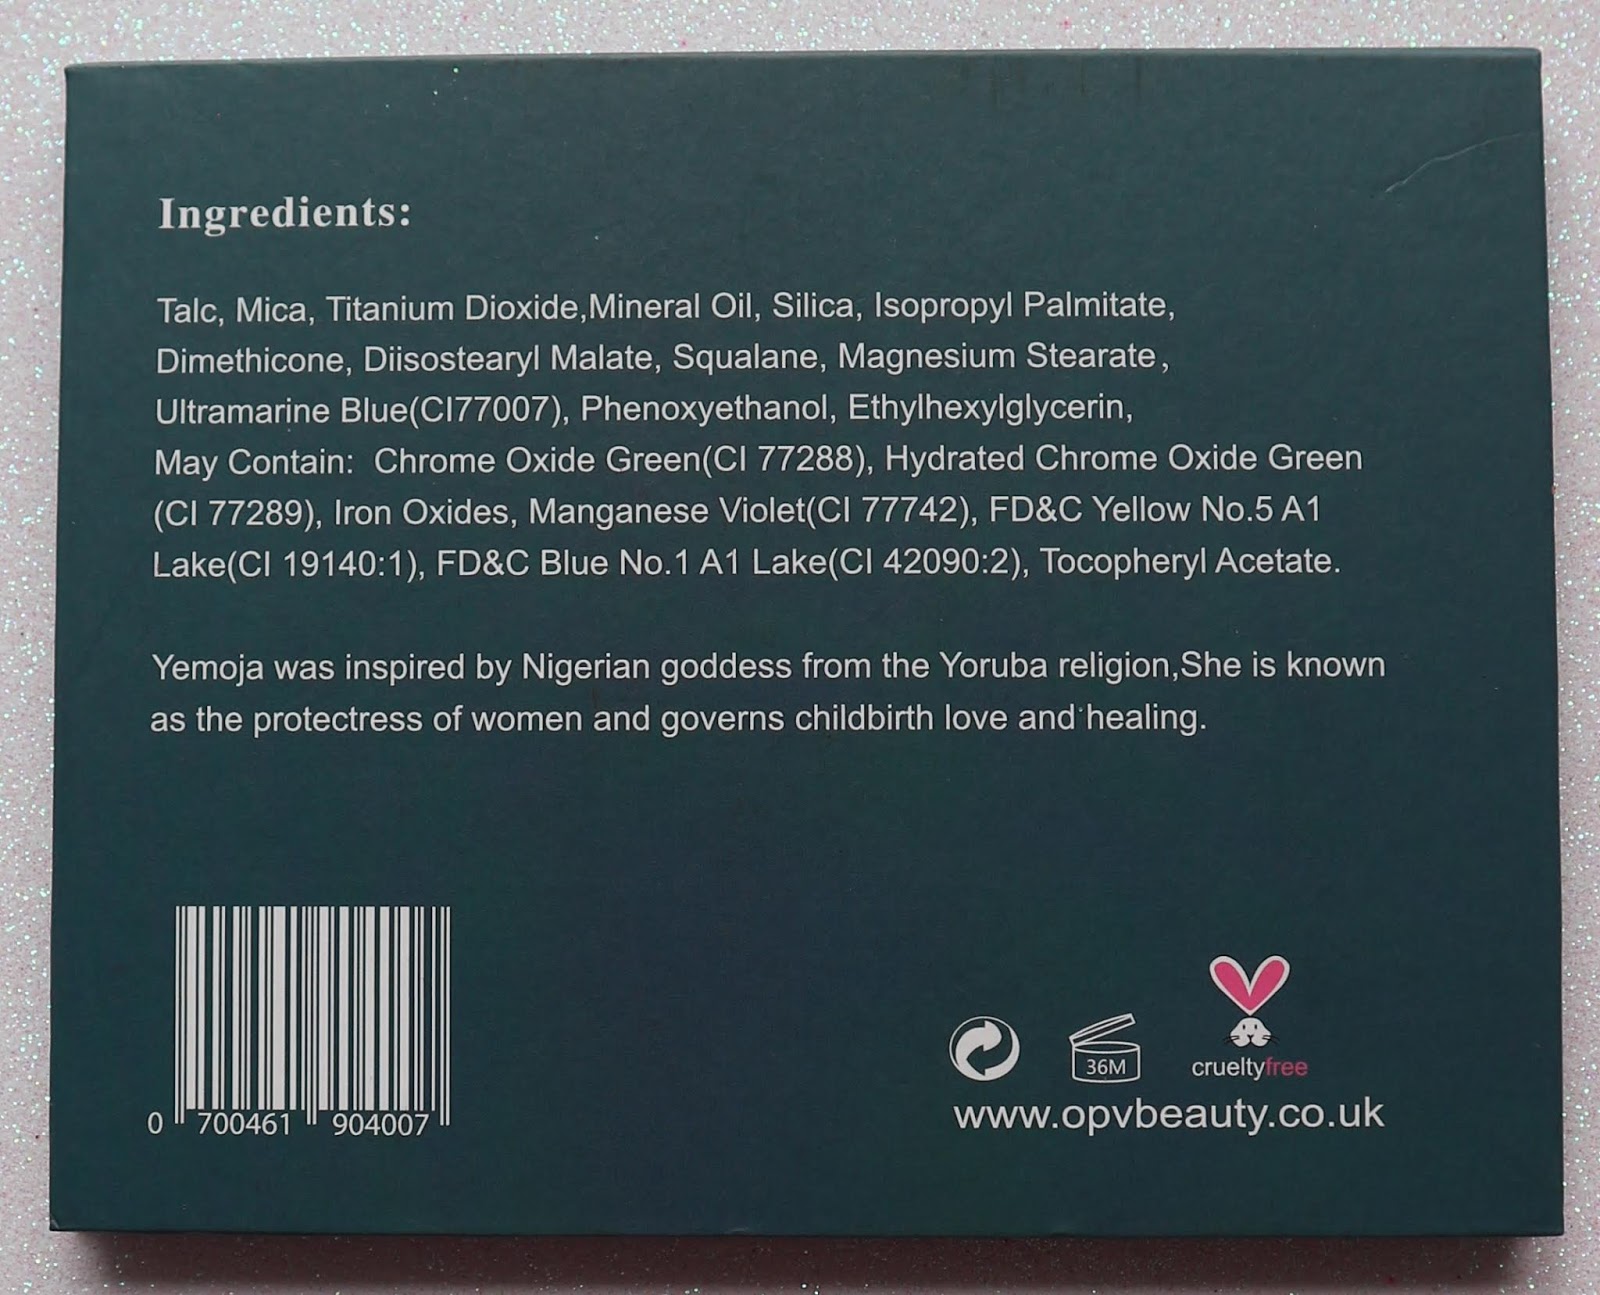 Ingredients:
Talc, Mica, Titanium Dioxide,Mineral Oil, Silica, Isopropyl Palmitate,
Dimethicone, Diisostearyl Malate, Squalane, Magnesium Stearate,
Ultramarine Blue(CI77007), Phenoxyethanol, Ethylhexylglycerin,
May Contain: Chrome Oxide Green(CI 77288), Hydrated Chrome Oxide Green
(CI 77289), Iron Oxides, Manganese Violet(CI 77742), FD&C Yellow No.5 A1
Lake(CI 19140:1), FD&C Blue No.1 A1 Lake(CI 42090:2), Tocopheryl Acetate.
Yemoja was inspired by Nigerian goddess from the Yoruba religion,She is known
as the protectress of women and governs childbirth love and healing.
36M
crueltyfree
0 700461 904007
www.opvbeauty.co.uk